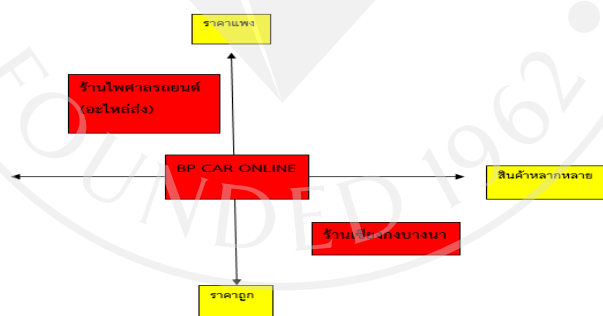 ราคาแพง
ร้านไพศาลรถยนต์
(อะไหล่ส่ง)
BP CAR ONLINE
สินค้าหลากหลาย
ร้านเซียงกงบางนา
ราคาถูก
FOUNDED 1962